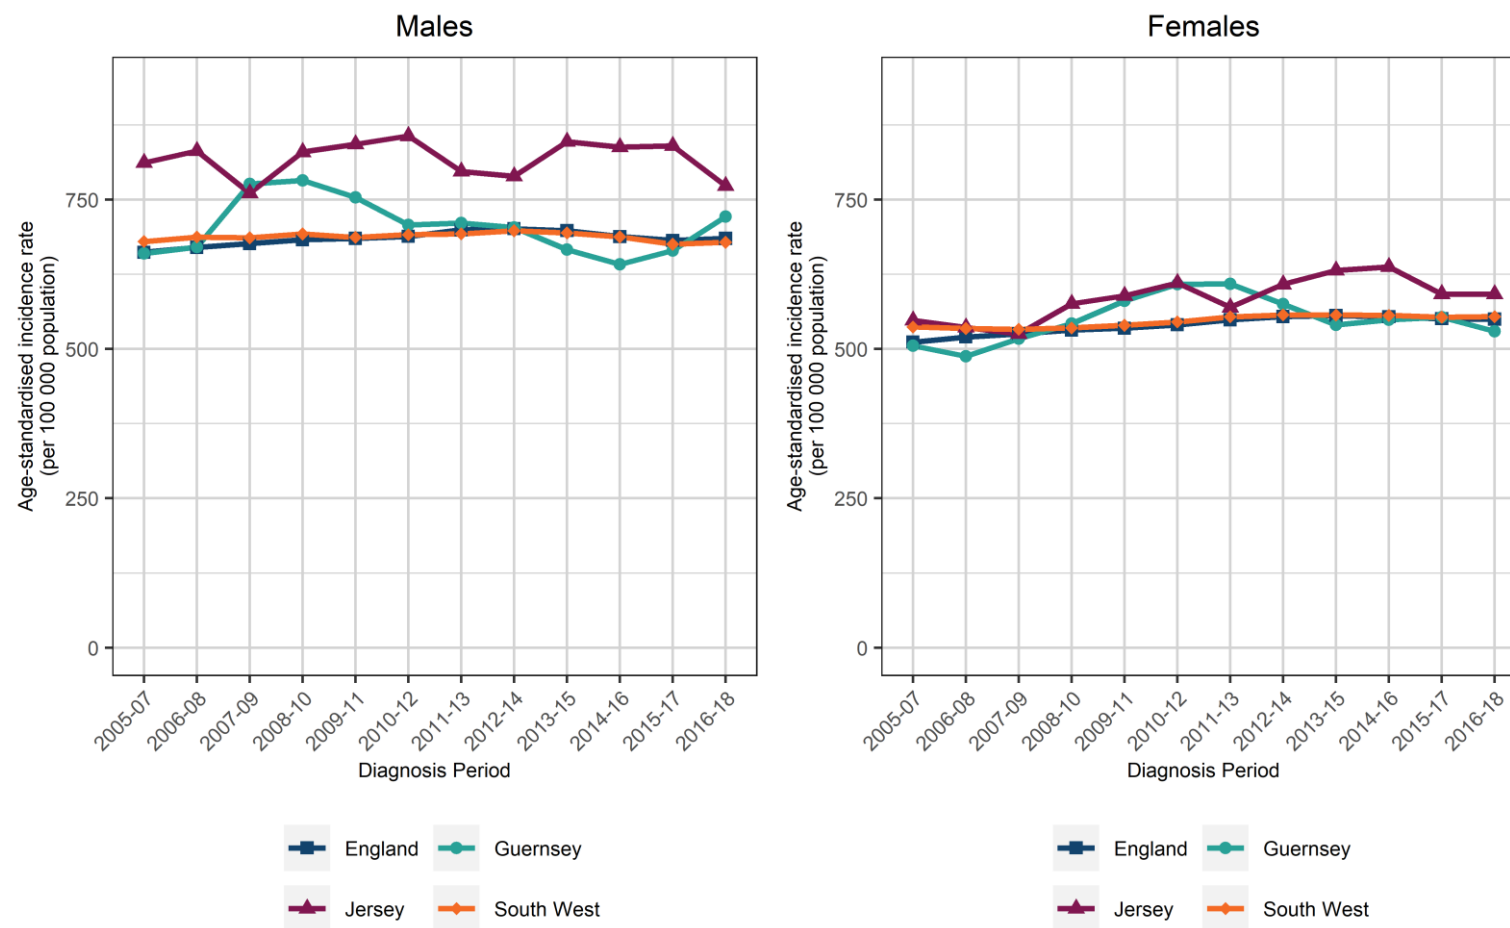 Males
Age-standardised incidence rate
(per 100 000 population)
750
500
250
0
2005-07
2006-08
2007-09
2008-10
2009-11
2010-12
2011-13
2012-14
2013-15
2014-16
2015-17
2016-18
Diagnosis Period
England
Guernsey
Jersey
South West
Females
Age-standardised incidence rate
(per 100 000 population)
750
500
250
0
2005-07
2006-08
2007-09
2008-10
2009-11
2010-12
2011-13
2012-14
2013-15
2014-16
2015-17
2016-18
Diagnosis Period
England
Guernsey
Jersey
South West